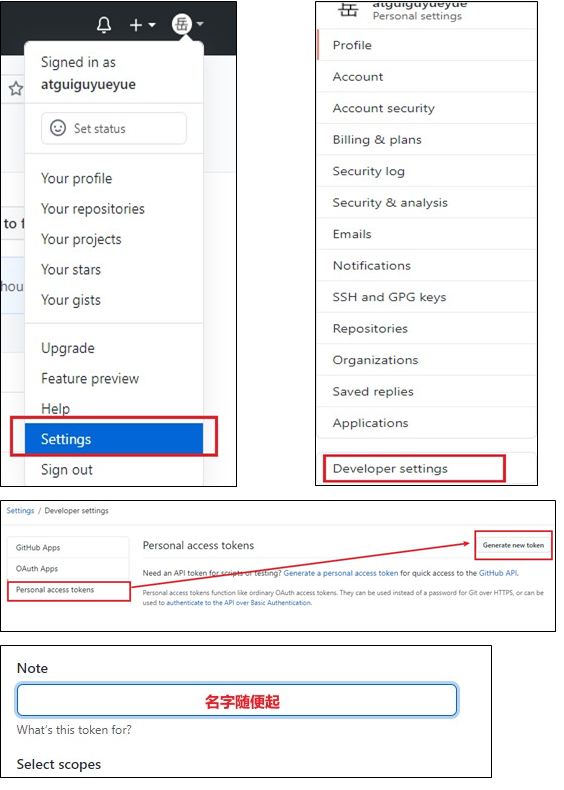 岳
Signed in as
atguiguyueyue
Set status
Your profile
Your repositories
to f
Your projects
Your stars
hou
Your gists
Upgrade
Feature preview
Help
Settings
Sign out
岳 atguiguyueyue
Personal settings
Profile
Account
Account security
Billing & plans
Security log
Security & analysis
Emails
Notifications
SSH and GPG keys
Repositories
Organizations
Saved replies
Applications
Developer settings
Settings / Developer settings
GitHub Apps
OAuth Apps
Personal access tokens
Personal access tokens
Generate new token
Need an API token for scripts or testing? Generate a personal access token for quick access to the GitHub API.
Personal access tokens function like ordinary OAuth access tokens. They can be used instead of a password for Git over HTTPS, or can be
used to authenticate to the API over Basic Authentication.
Note
名字随便起
What's this token for?
Select scopes